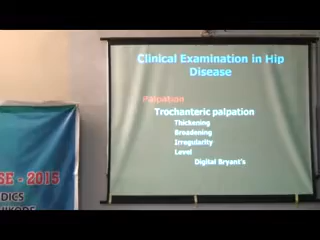 Clinical Examination in Hip
Disease
Palpation
Trochanteric palpation
Thickening
Broadening
Irregularity
Level
Digital Bryant's
SE - 2015
DICS